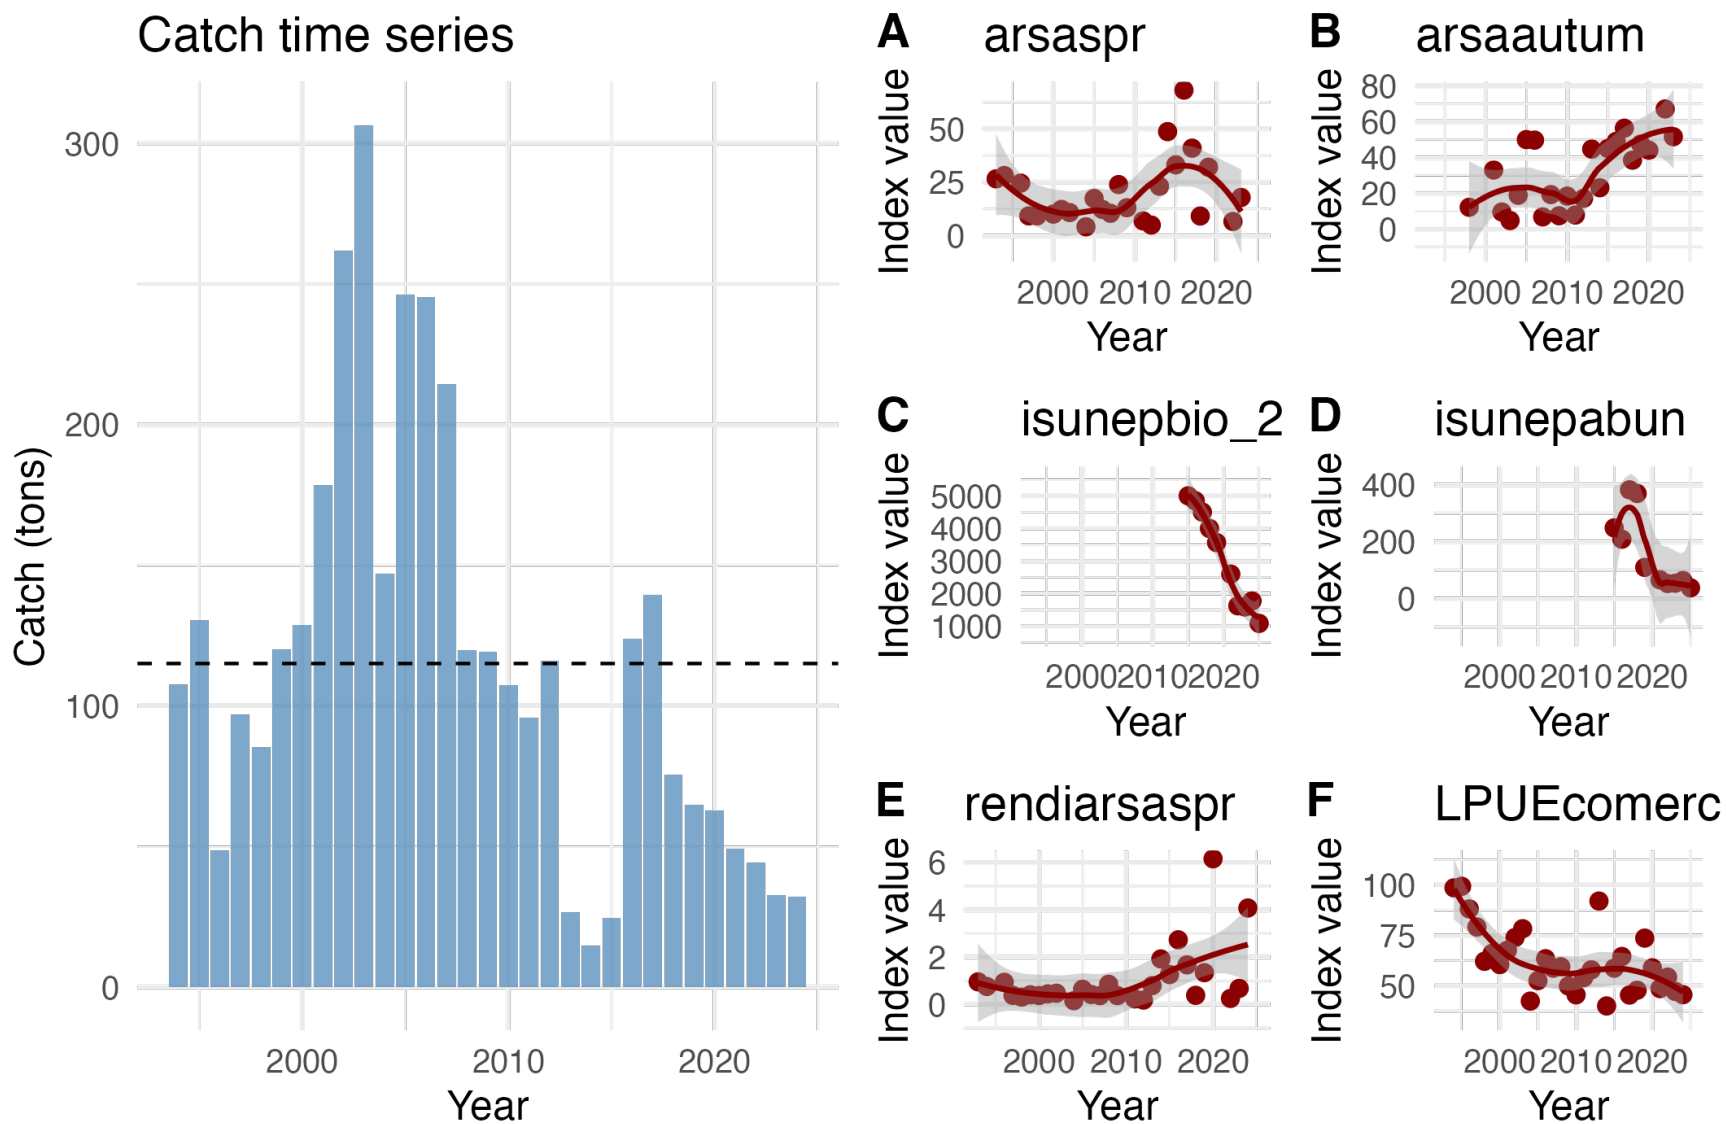 Catch time series
Catch (tons)
300
200
100
0
2000 2010 2020
Year
A arsaspr
Index value
50
25
0
2000 2010 2020
Year
B arsaautum
Index value
80
60
40
20
0
2000 2010 2020
Year
C isunepbio_2
Index value
5000
4000
3000
2000
1000
2000 2010 2020
Year
D isunepabun
Index value
400
200
0
2000 2010 2020
Year
E rendiarsaspr
Index value
6
4
2
0
2000 2010 2020
Year
F LPUEcomerc
Index value
100
75
50
2000 2010 2020
Year